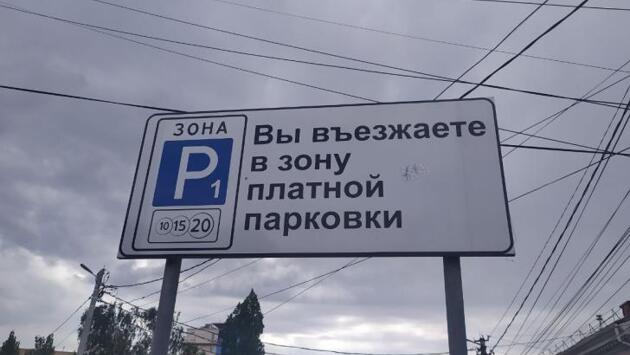 ЗОНА
P1
10 15 20
Вы въезжаете
в зону
платной
парковки